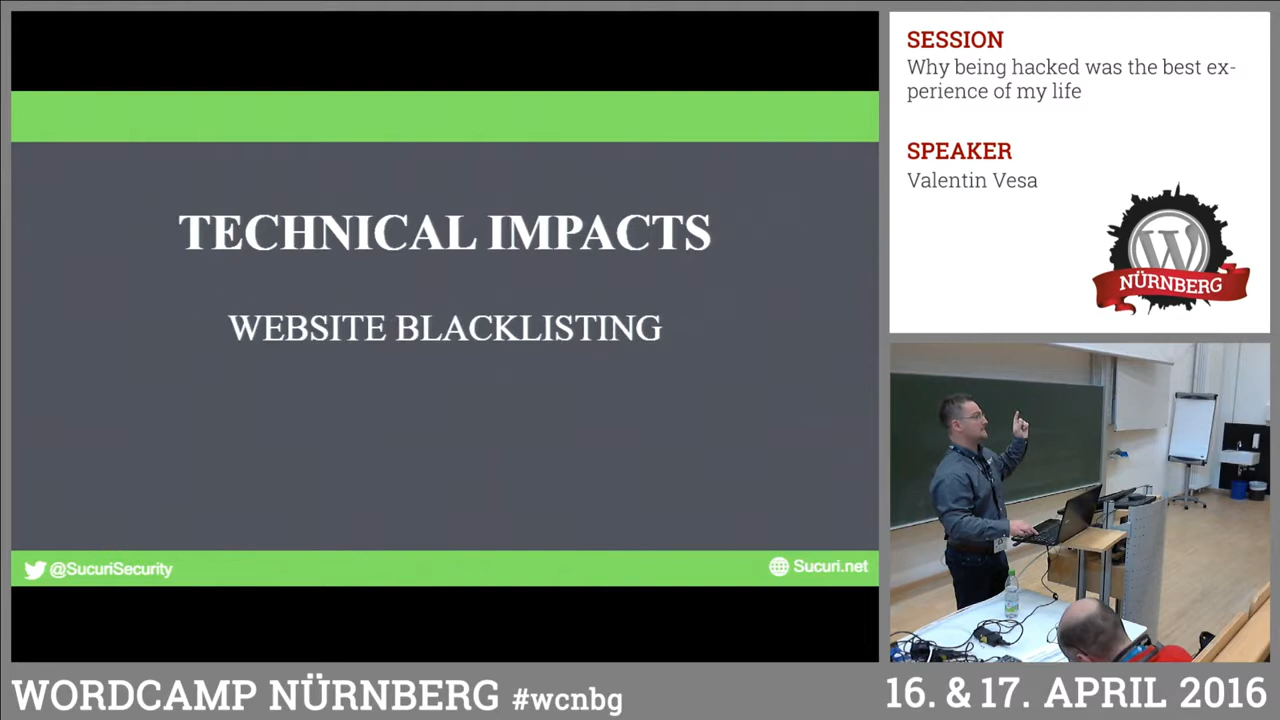 TECHNICAL IMPACTS
WEBSITE BLACKLISTING
@SucuriSecurity
Sucuri.net
SESSION
Why being hacked was the best ex-
perience of my life
SPEAKER
Valentin Vesa
W
NÜRNBERG
WORDCAMP NÜRNBERG #wcnbg
16. & 17. APRIL 2016